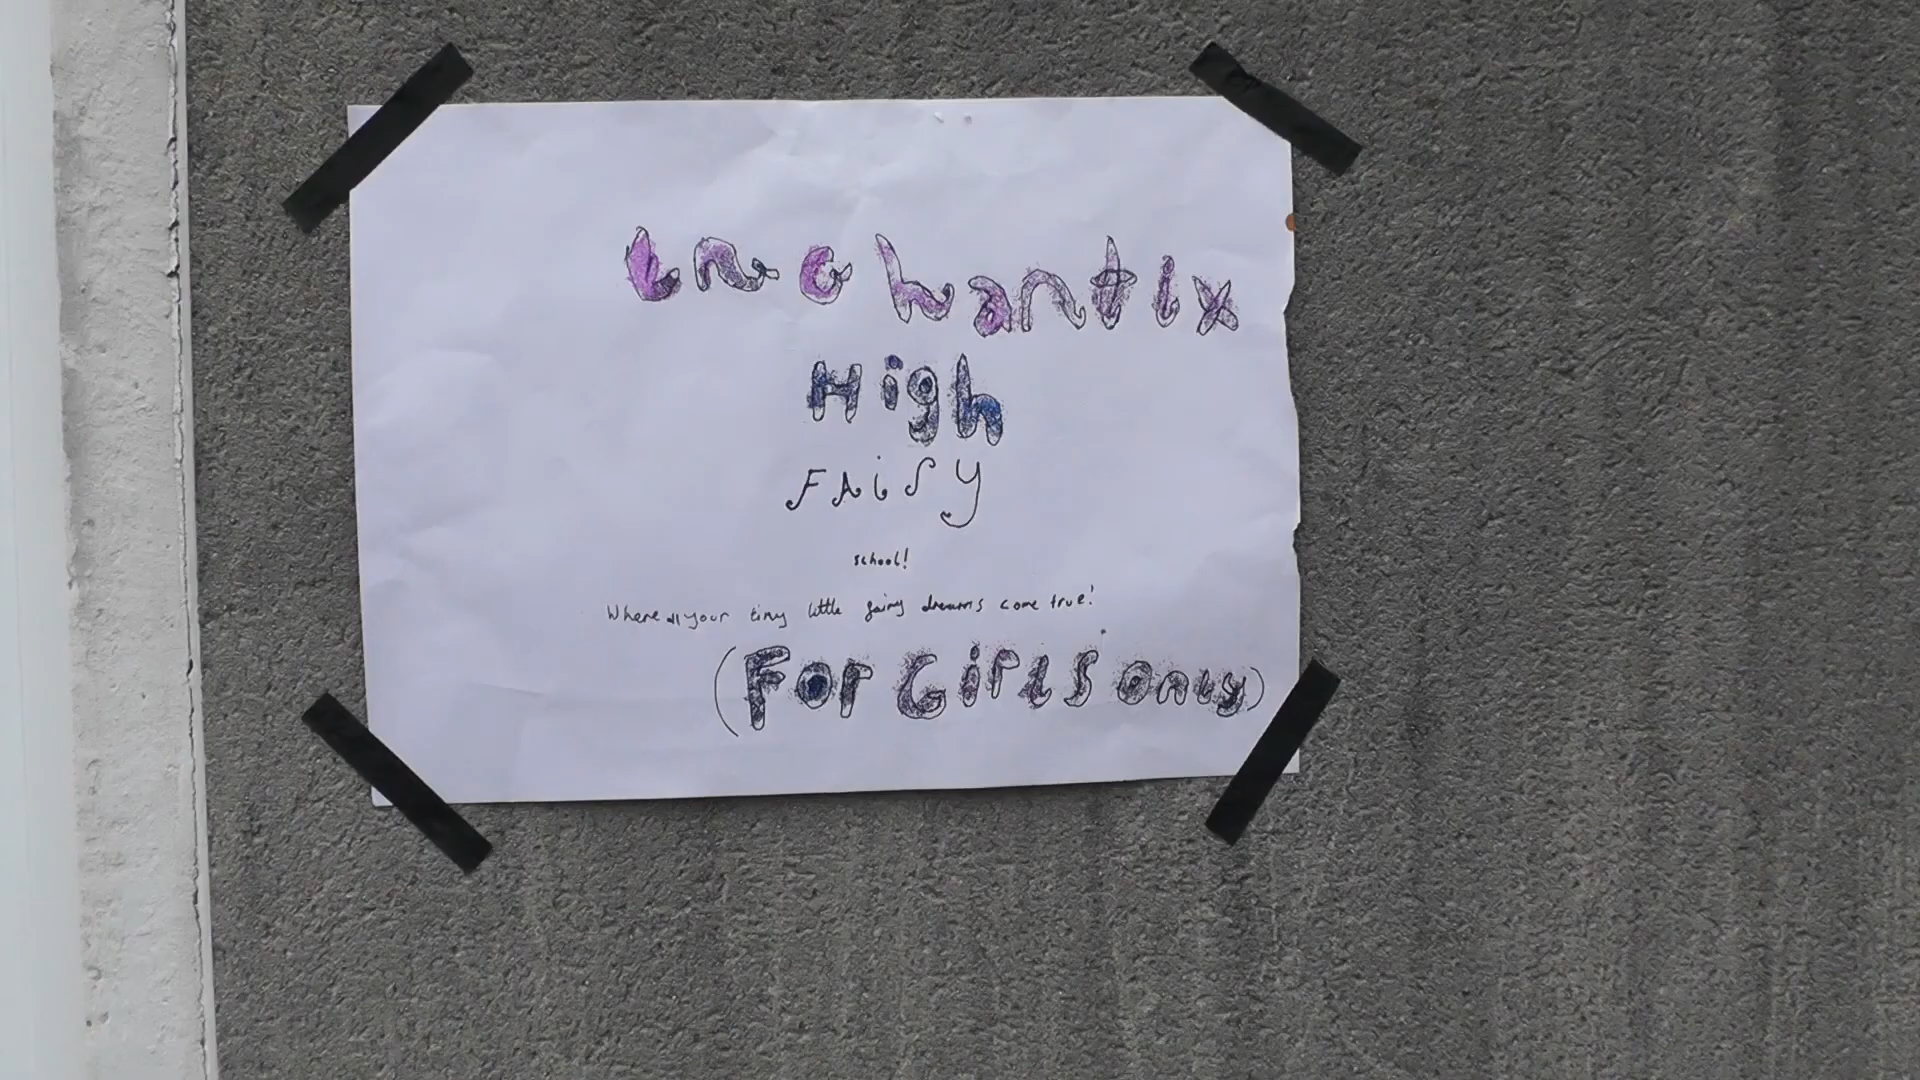 Enchantix
High
FAiry
school!
Where all your tiny little fairy dreams come true!
(For Girls only)